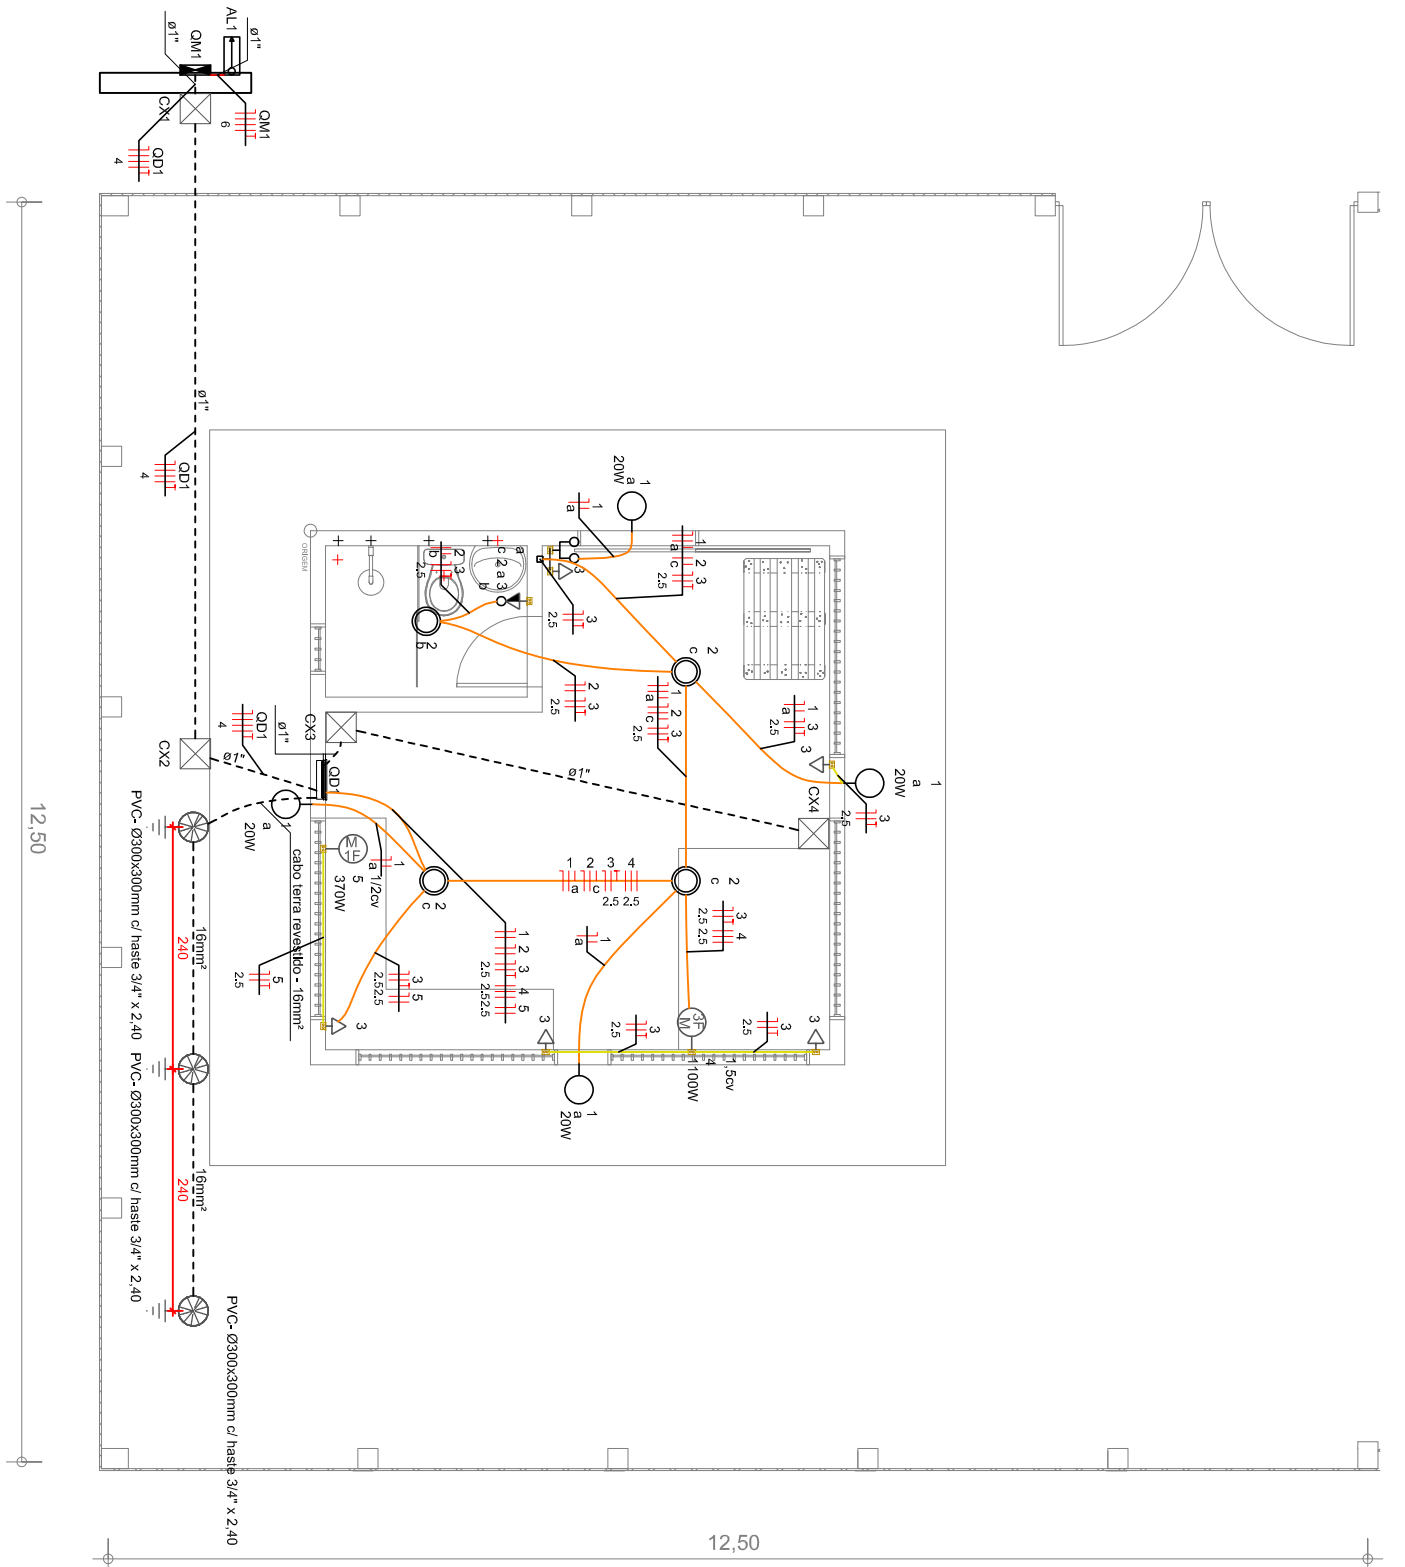 AL1
ø1"
QM1
ø1"
CX1
QM1
6
QD1
4
ø1"
QD1
4
12,50
ORIGEM
1
a
20W
1
a
a
c 2 a 3
b
2 3
b
2.5
3
3
2.5
1 2 3
a c
2.5
2
c
2
b
2 3
2.5
1 2 3
a c
2.5
1 3
a
2.5
3
1
a
20W
3
2.5
CX4
CX3
QD1
ø1"
QD1
4
ø1"
CX2
ø1"
1
a
20W
cabo terra revestido - 16mm²
M
1F
5
1/2cv
370W
1
a
2
c
1 2 3 4
a c
2.5 2.5
2
c
3 4
2.5 2.5
1
a
1 2 3 4 5
2.5 2.5 2.5
3 5
2.5 2.5
5
2.5
3
3
3
2.5
3F
M
4
1,5cv
1100W
3
2.5
3
1
a
20W
16mm²
240
16mm²
240
PVC- Ø300x300mm c/ haste 3/4" x 2,40
PVC- Ø300x300mm c/ haste 3/4" x 2,40
PVC- Ø300x300mm c/ haste 3/4" x 2,40
12,50